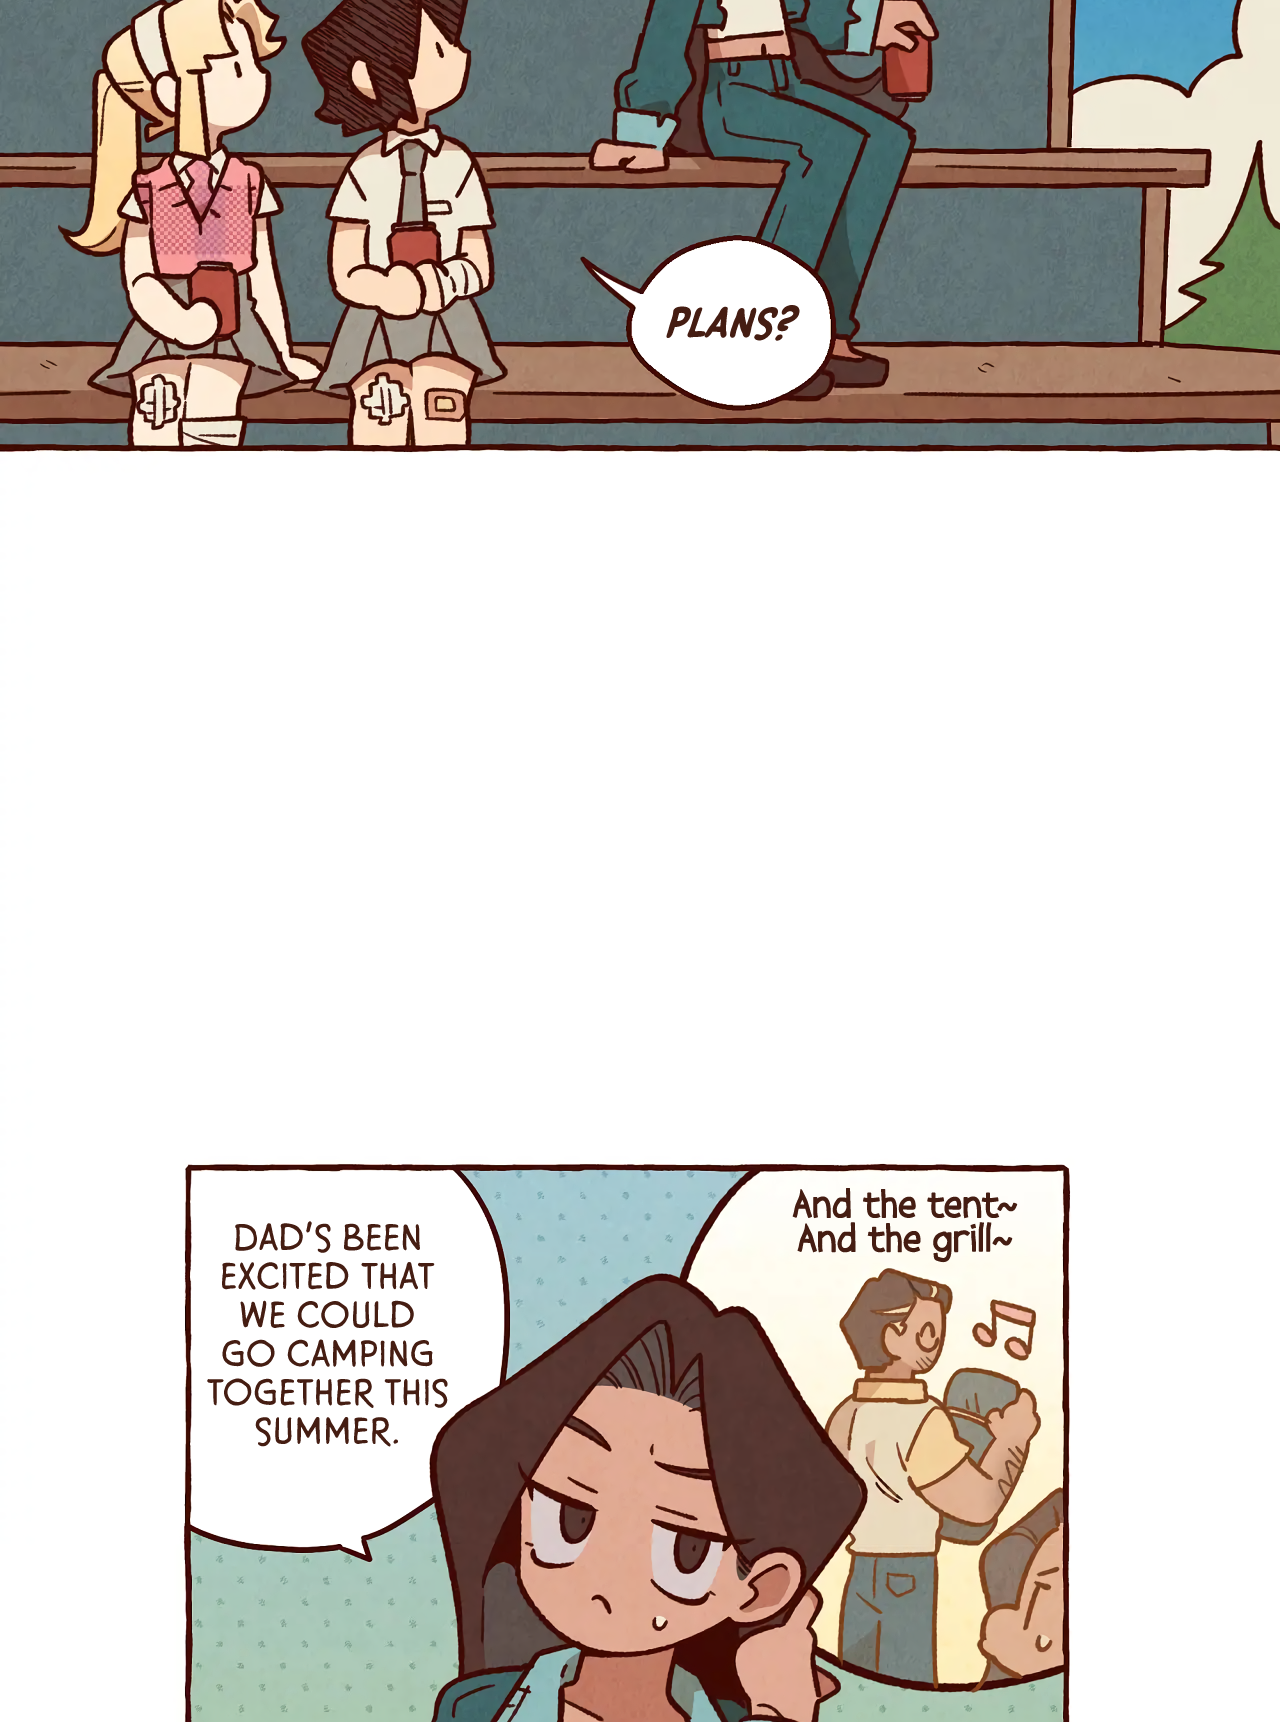 PLANS?
DAD'S BEEN
EXCITED THAT
WE COULD
GO CAMPING
TOGETHER THIS
SUMMER.
And the tent~
And the grill~